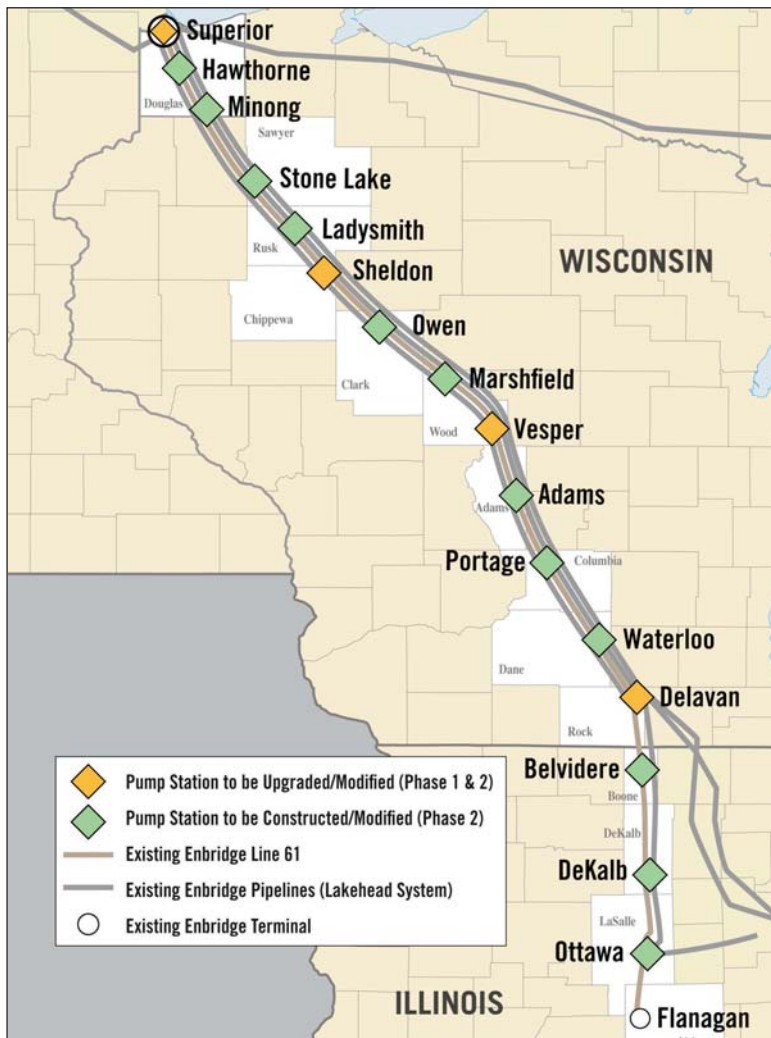 Superior
Hawthorne
Douglas
Minong
Sawyer
Stone Lake
Ladysmith
Rusk
Sheldon
WISCONSIN
Chippewa
Owen
Marshfield
Clark
Vesper
Wood
Adams
Adams
Portage
Columbia
Waterloo
Dane
Delavan
Rock
Belvidere
Pump Station to be Upgraded/Modified (Phase 1 & 2)
Boone
Pump Station to be Constructed/Modified (Phase 2)
DeKalb
Existing Enbridge Line 61
DeKalb
Existing Enbridge Pipelines (Lakehead System)
LaSalle
Existing Enbridge Terminal
Ottawa
ILLINOIS
Flanagan